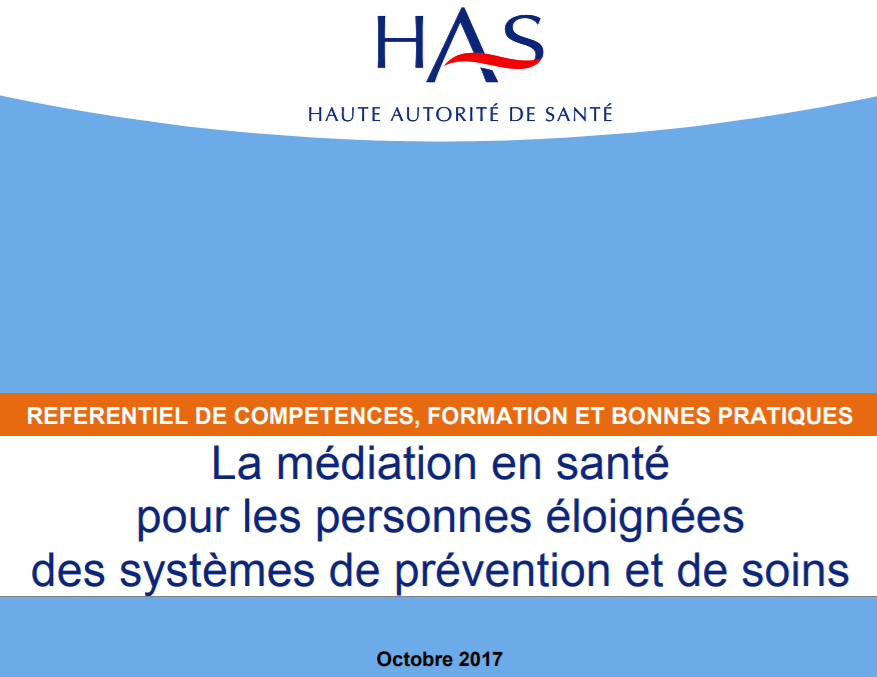 HAS
HAUTE AUTORITÉ DE SANTÉ
REFERENTIEL DE COMPETENCES, FORMATION ET BONNES PRATIQUES
La médiation en santé
pour les personnes éloignées
des systèmes de prévention et de soins
Octobre 2017